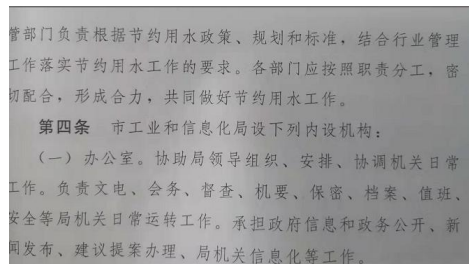 管部门负责根据节约用水政策、规划和标准，结合行业管理
工作落实节约用水工作的要求。各部门应按照职责分工，密
切配合，形成合力，共同做好节约用水工作。
第四条 市工业和信息化局设下列内设机构：
（一）办公室。协助局领导组织、安排、协调机关日常
工作。负责文电、会务、督查、机要、保密、档案、值班、
安全等局机关日常运转工作。承担政府信息和政务公开、新
闻发布、建议提案办理、局机关信息化等工作。